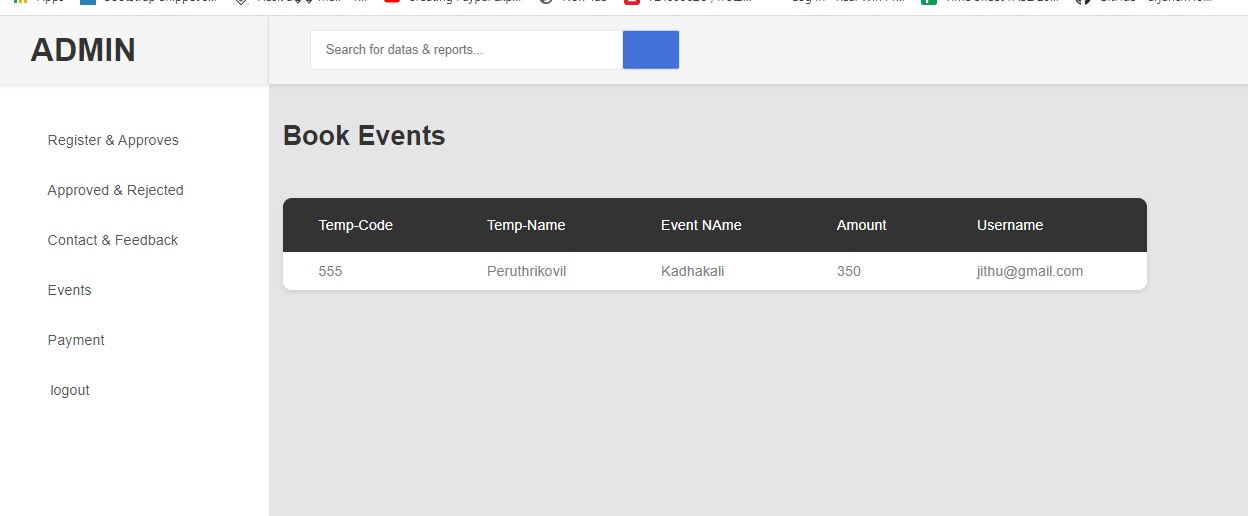 Apps
ADMIN
Search for datas & reports...
Register & Approves
Approved & Rejected
Contact & Feedback
Events
Payment
logout
Book Events
Temp-Code Temp-Name Event NAme Amount Username
555 Peruthrikovil Kadhakali 350 jithu@gmail.com